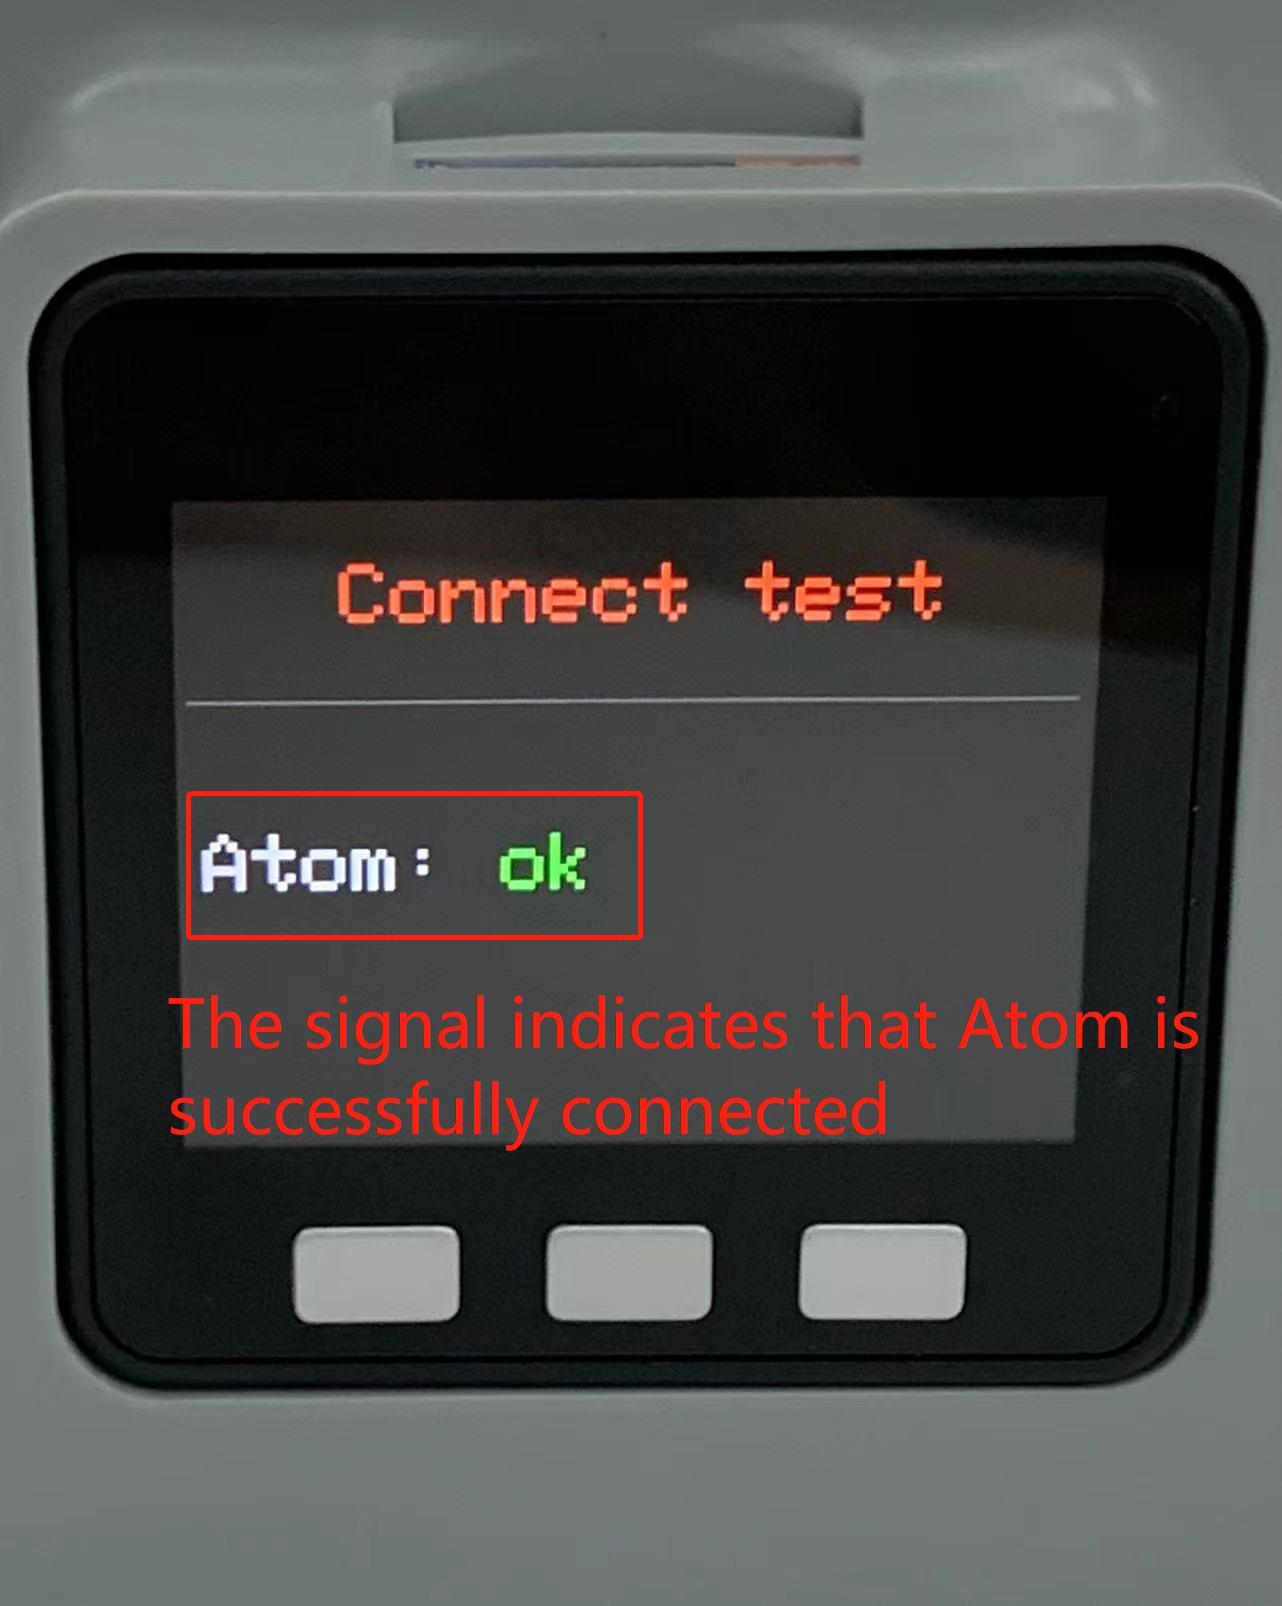 Connect test
Atom: ok
The signal indicates that Atom is
successfully connected